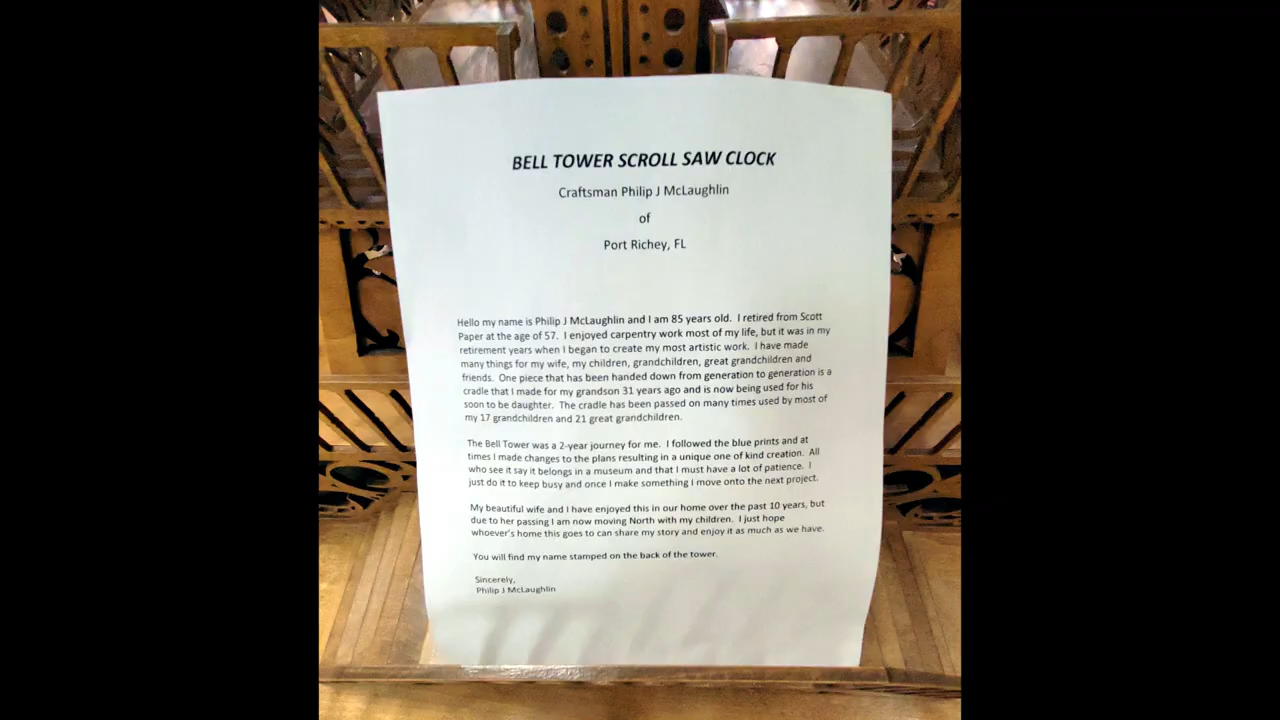 BELL TOWER SCROLL SAW CLOCK
Craftsman Philip J McLaughlin
of
Port Richey, FL
Hello my name is Philip J McLaughlin and I am 85 years old. I retired from Scott
Paper at the age of 57. I enjoyed carpentry work most of my life, but it was in my
retirement years when I began to create my most artistic work. I have made
many things for my wife, my children, grandchildren, great grandchildren and
friends. One piece that has been handed down from generation to generation is a
cradle that I made for my grandson 31 years ago and is now being used for his
soon to be daughter. The cradle has been passed on many times used by most of
my 17 grandchildren and 21 great grandchildren.
The Bell Tower was a 2-year journey for me. I followed the blue prints and at
times I made changes to the plans resulting in a unique one of kind creation. All
who see it say it belongs in a museum and that I must have a lot of patience. I
just do it to keep busy and once I make something I move onto the next project.
My beautiful wife and I have enjoyed this in our home over the past 10 years, but
due to her passing I am now moving North with my children. I just hope
whoever's home this goes to can share my story and enjoy it as much as we have.
You will find my name stamped on the back of the tower.
Sincerely,
Philip J McLaughlin